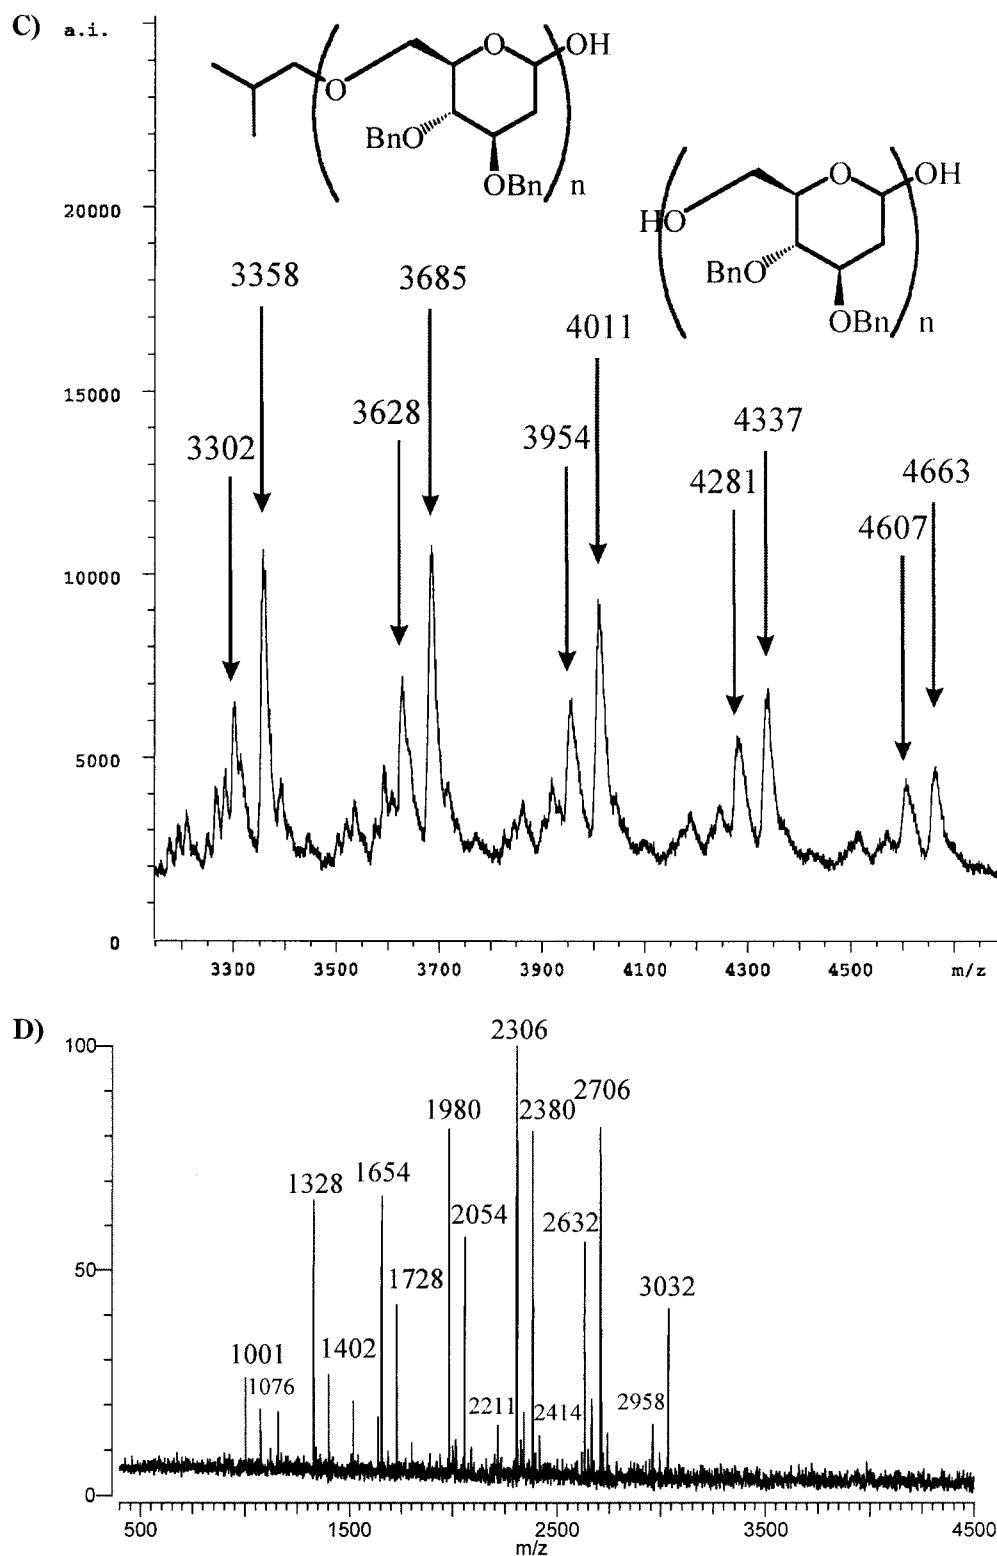 C) a.i.
O OH
O
BnO
OBn n
O OH
HO
BnO
OBn n
20000
3358 3685
4011
15000
3628 4337
3302 3954 4663
4281
4607
10000
5000
0
3300 3500 3700 3900 4100 4300 4500 m/z
D)
2306
100
2706
1980 2380
1328 1654
2054 2632
50 1728 3032
1001 1402
1076
2211 2414 2958
0
500 1500 2500 3500 4500
m/z